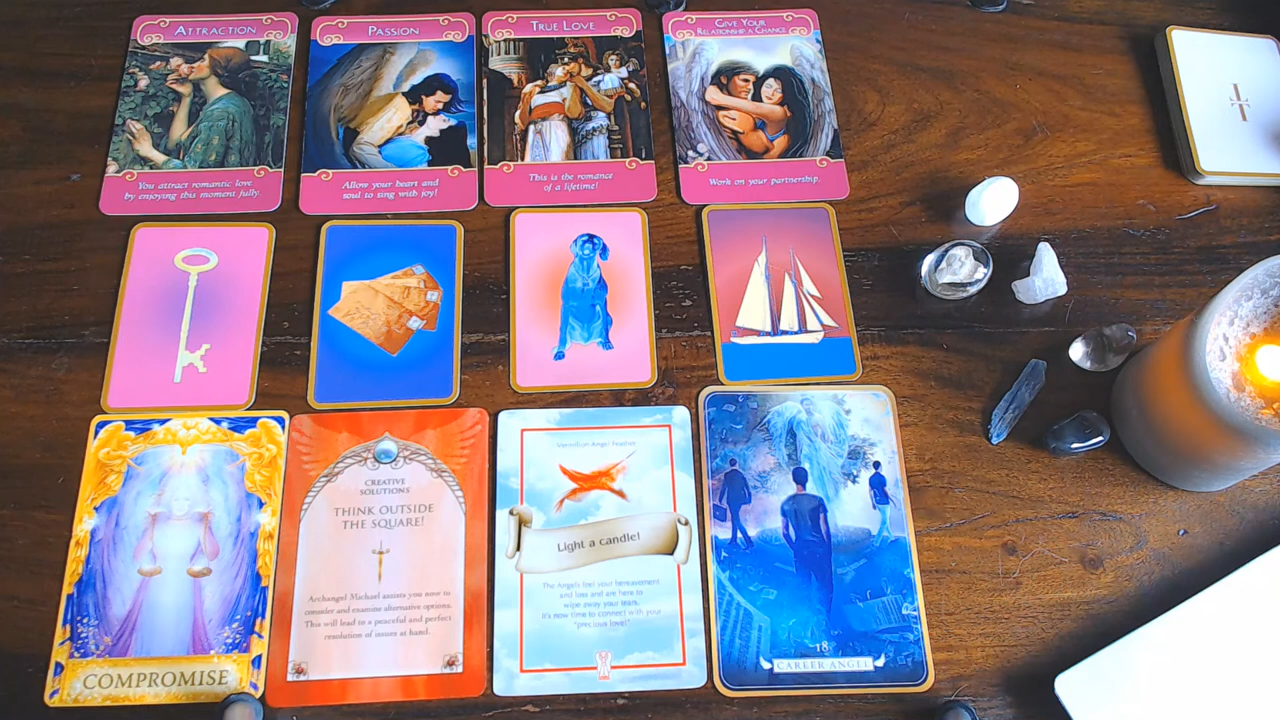 ATTRACTION
You attract romantic love
by enjoying this moment fully.
PASSION
Allow your heart and
soul to sing with joy!
TRUE LOVE
This is the romance
of a lifetime!
GIVE YOUR
RELATIONSHIP A CHANCE
Work on your partnership.
LT
COMPROMISE
CREATIVE
SOLUTIONS
THINK OUTSIDE
THE SQUARE!
Archangel Michael assists you now to
consider and examine alternative options.
This will lead to a peaceful and perfect
resolution of issues at hand.
Vermilion Angel Feather
Light a candle!
The Angels feel your bereavement
and loss and are here to
wipe away your tears.
It's now time to connect with your
"precious love!"
18
CAREER ANGEL